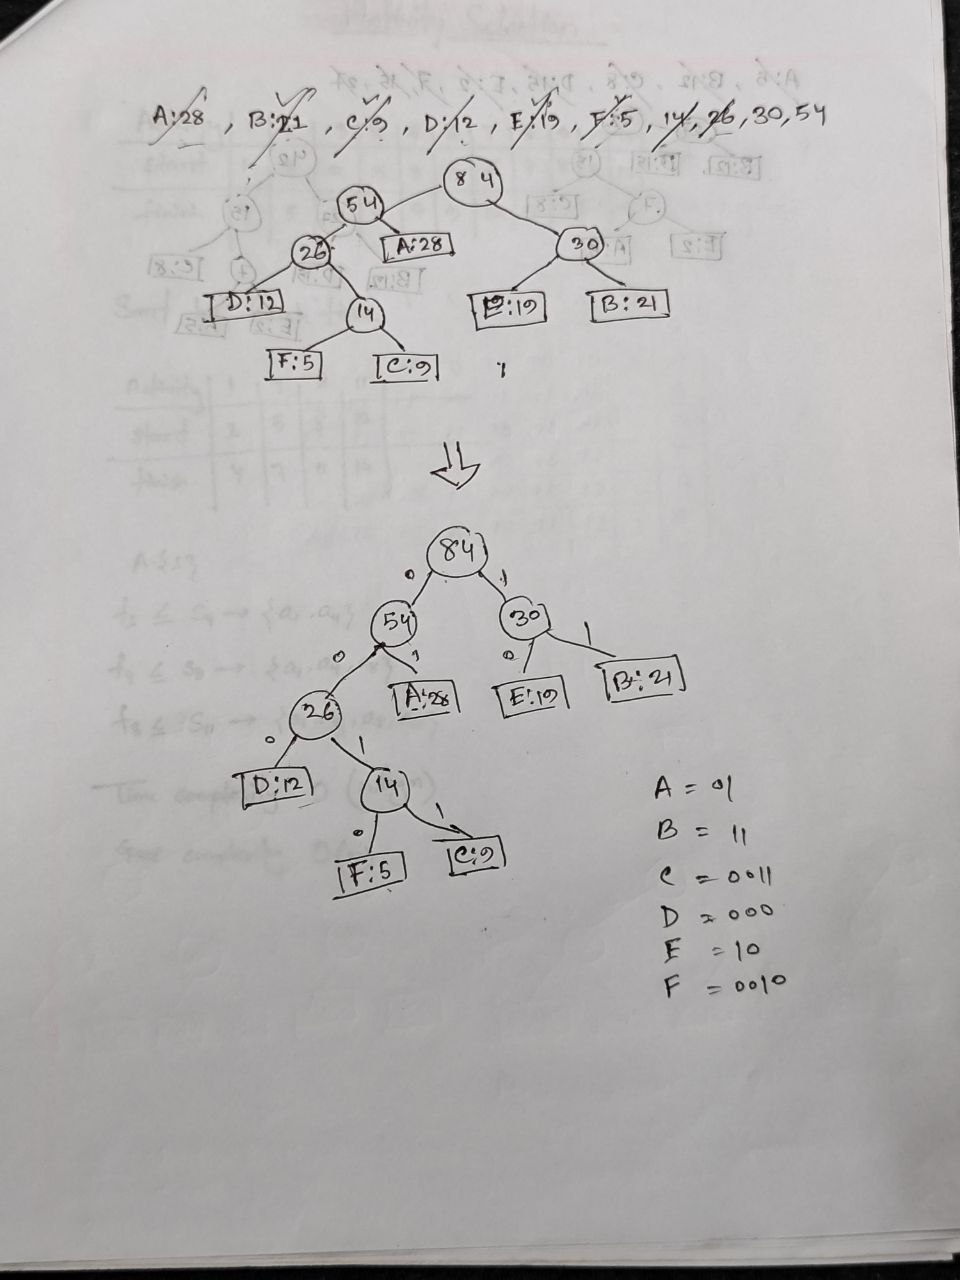 A:28 , B:21 , C:9 , D:12 , E:19 , F:5 , 14, 26, 30, 54
84
54
26 A:28 30
D:12 14 E:19 B:21
F:5 C:9
84
0 1
54 30
0 1 0 1
26 A:28 E:19 B:21
0 1
D:12 14
0 1
F:5 C:9
A = 01
B = 11
C = 0011
D = 000
E = 10
F = 0010